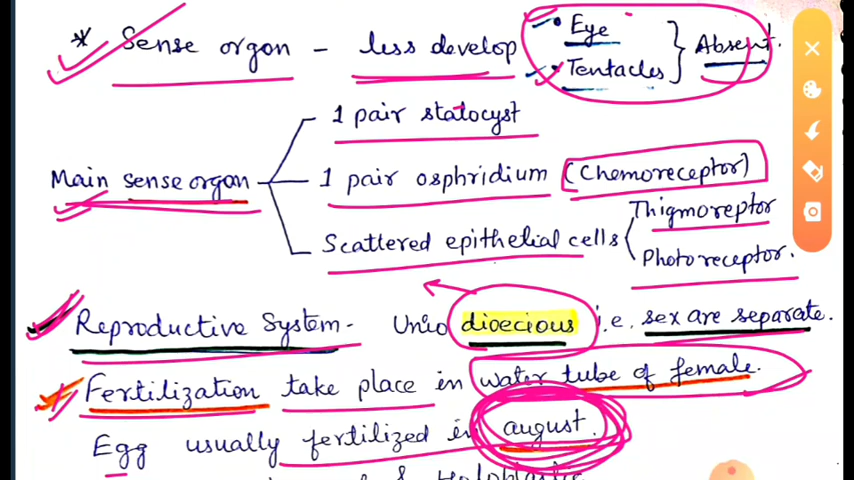 * Sense organ - less develop • Eye
• Tentacles } Absent.
1 pair statocyst
Main sense organ 1 pair osphridium (Chemoreceptor)
Scattered epithelial cells Thigmoreptor
Photoreceptor.
Reproductive System - Unio dioecious i.e. sex are separate.
Fertilization take place in water tube of female.
Egg usually fertilized in august.
& Holoblastic